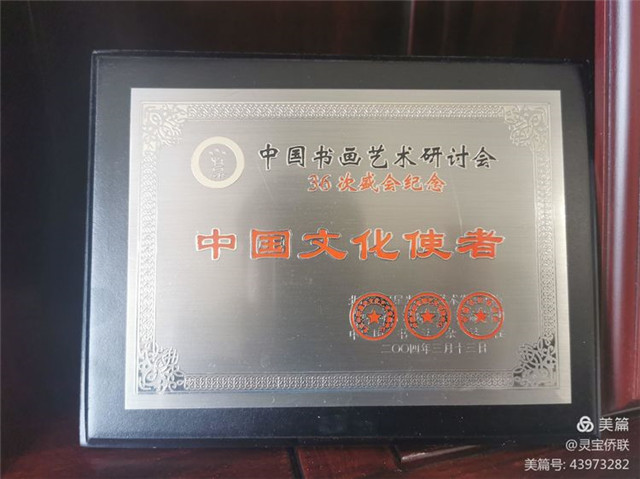 中国书画艺术研讨会
36次盛会纪念
中国文化使者
二〇〇四年三月十三日
美篇
@灵宝侨联
美篇号: 43973282